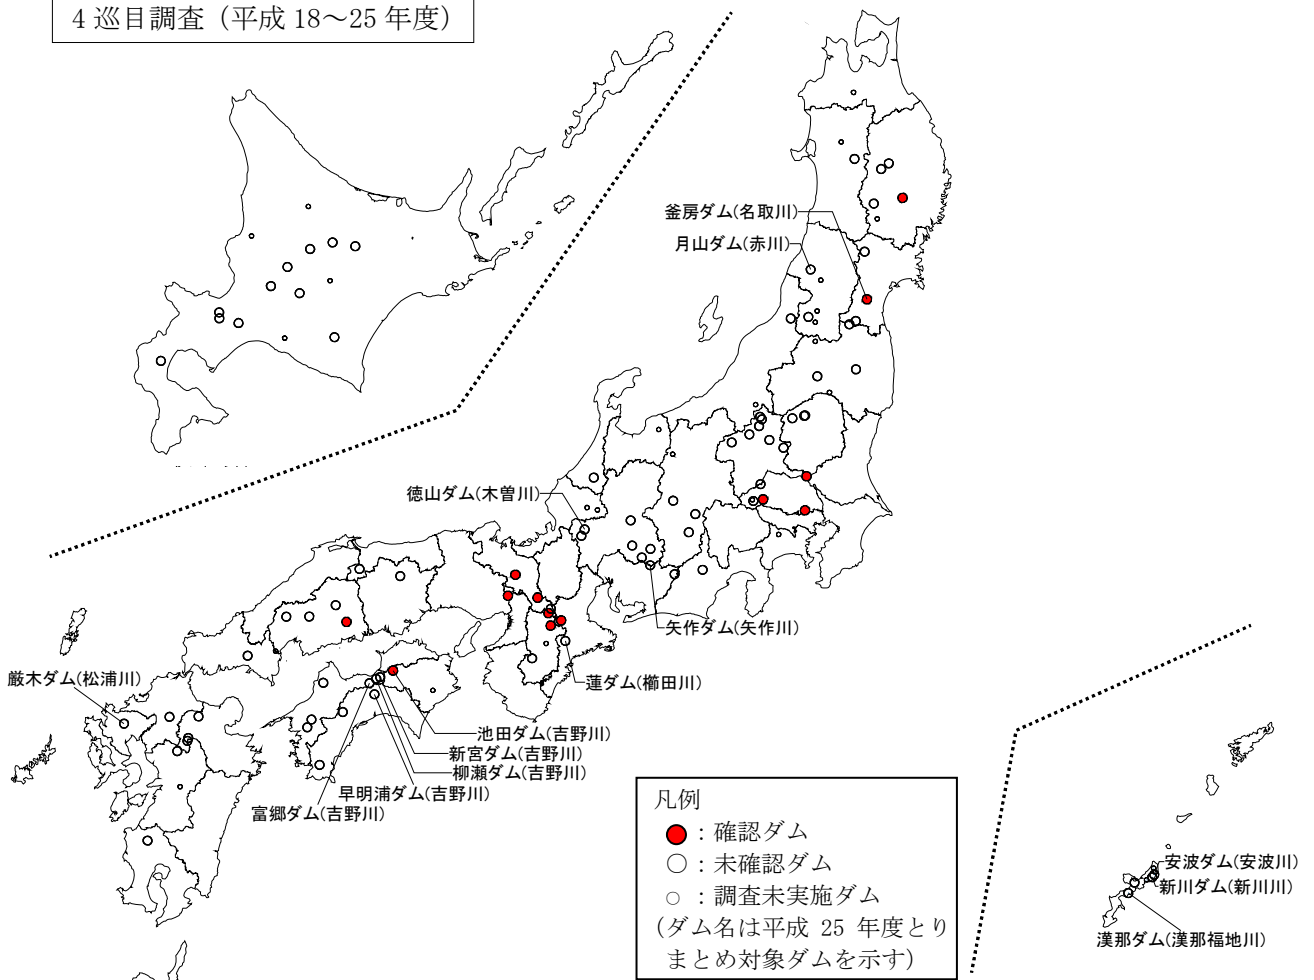 4巡目調査（平成18～25年度）
釜房ダム(名取川)
月山ダム(赤川)
徳山ダム(木曽川)
矢作ダム(矢作川)
蓮ダム(櫛田川)
厳木ダム(松浦川)
池田ダム(吉野川)
新宮ダム(吉野川)
柳瀬ダム(吉野川)
早明浦ダム(吉野川)
富郷ダム(吉野川)
凡例
：確認ダム
○：未確認ダム
○：調査未実施ダム
(ダム名は平成 25 年度とり
まとめ対象ダムを示す)
安波ダム(安波川)
新川ダム(新川川)
漢那ダム(漢那福地川)